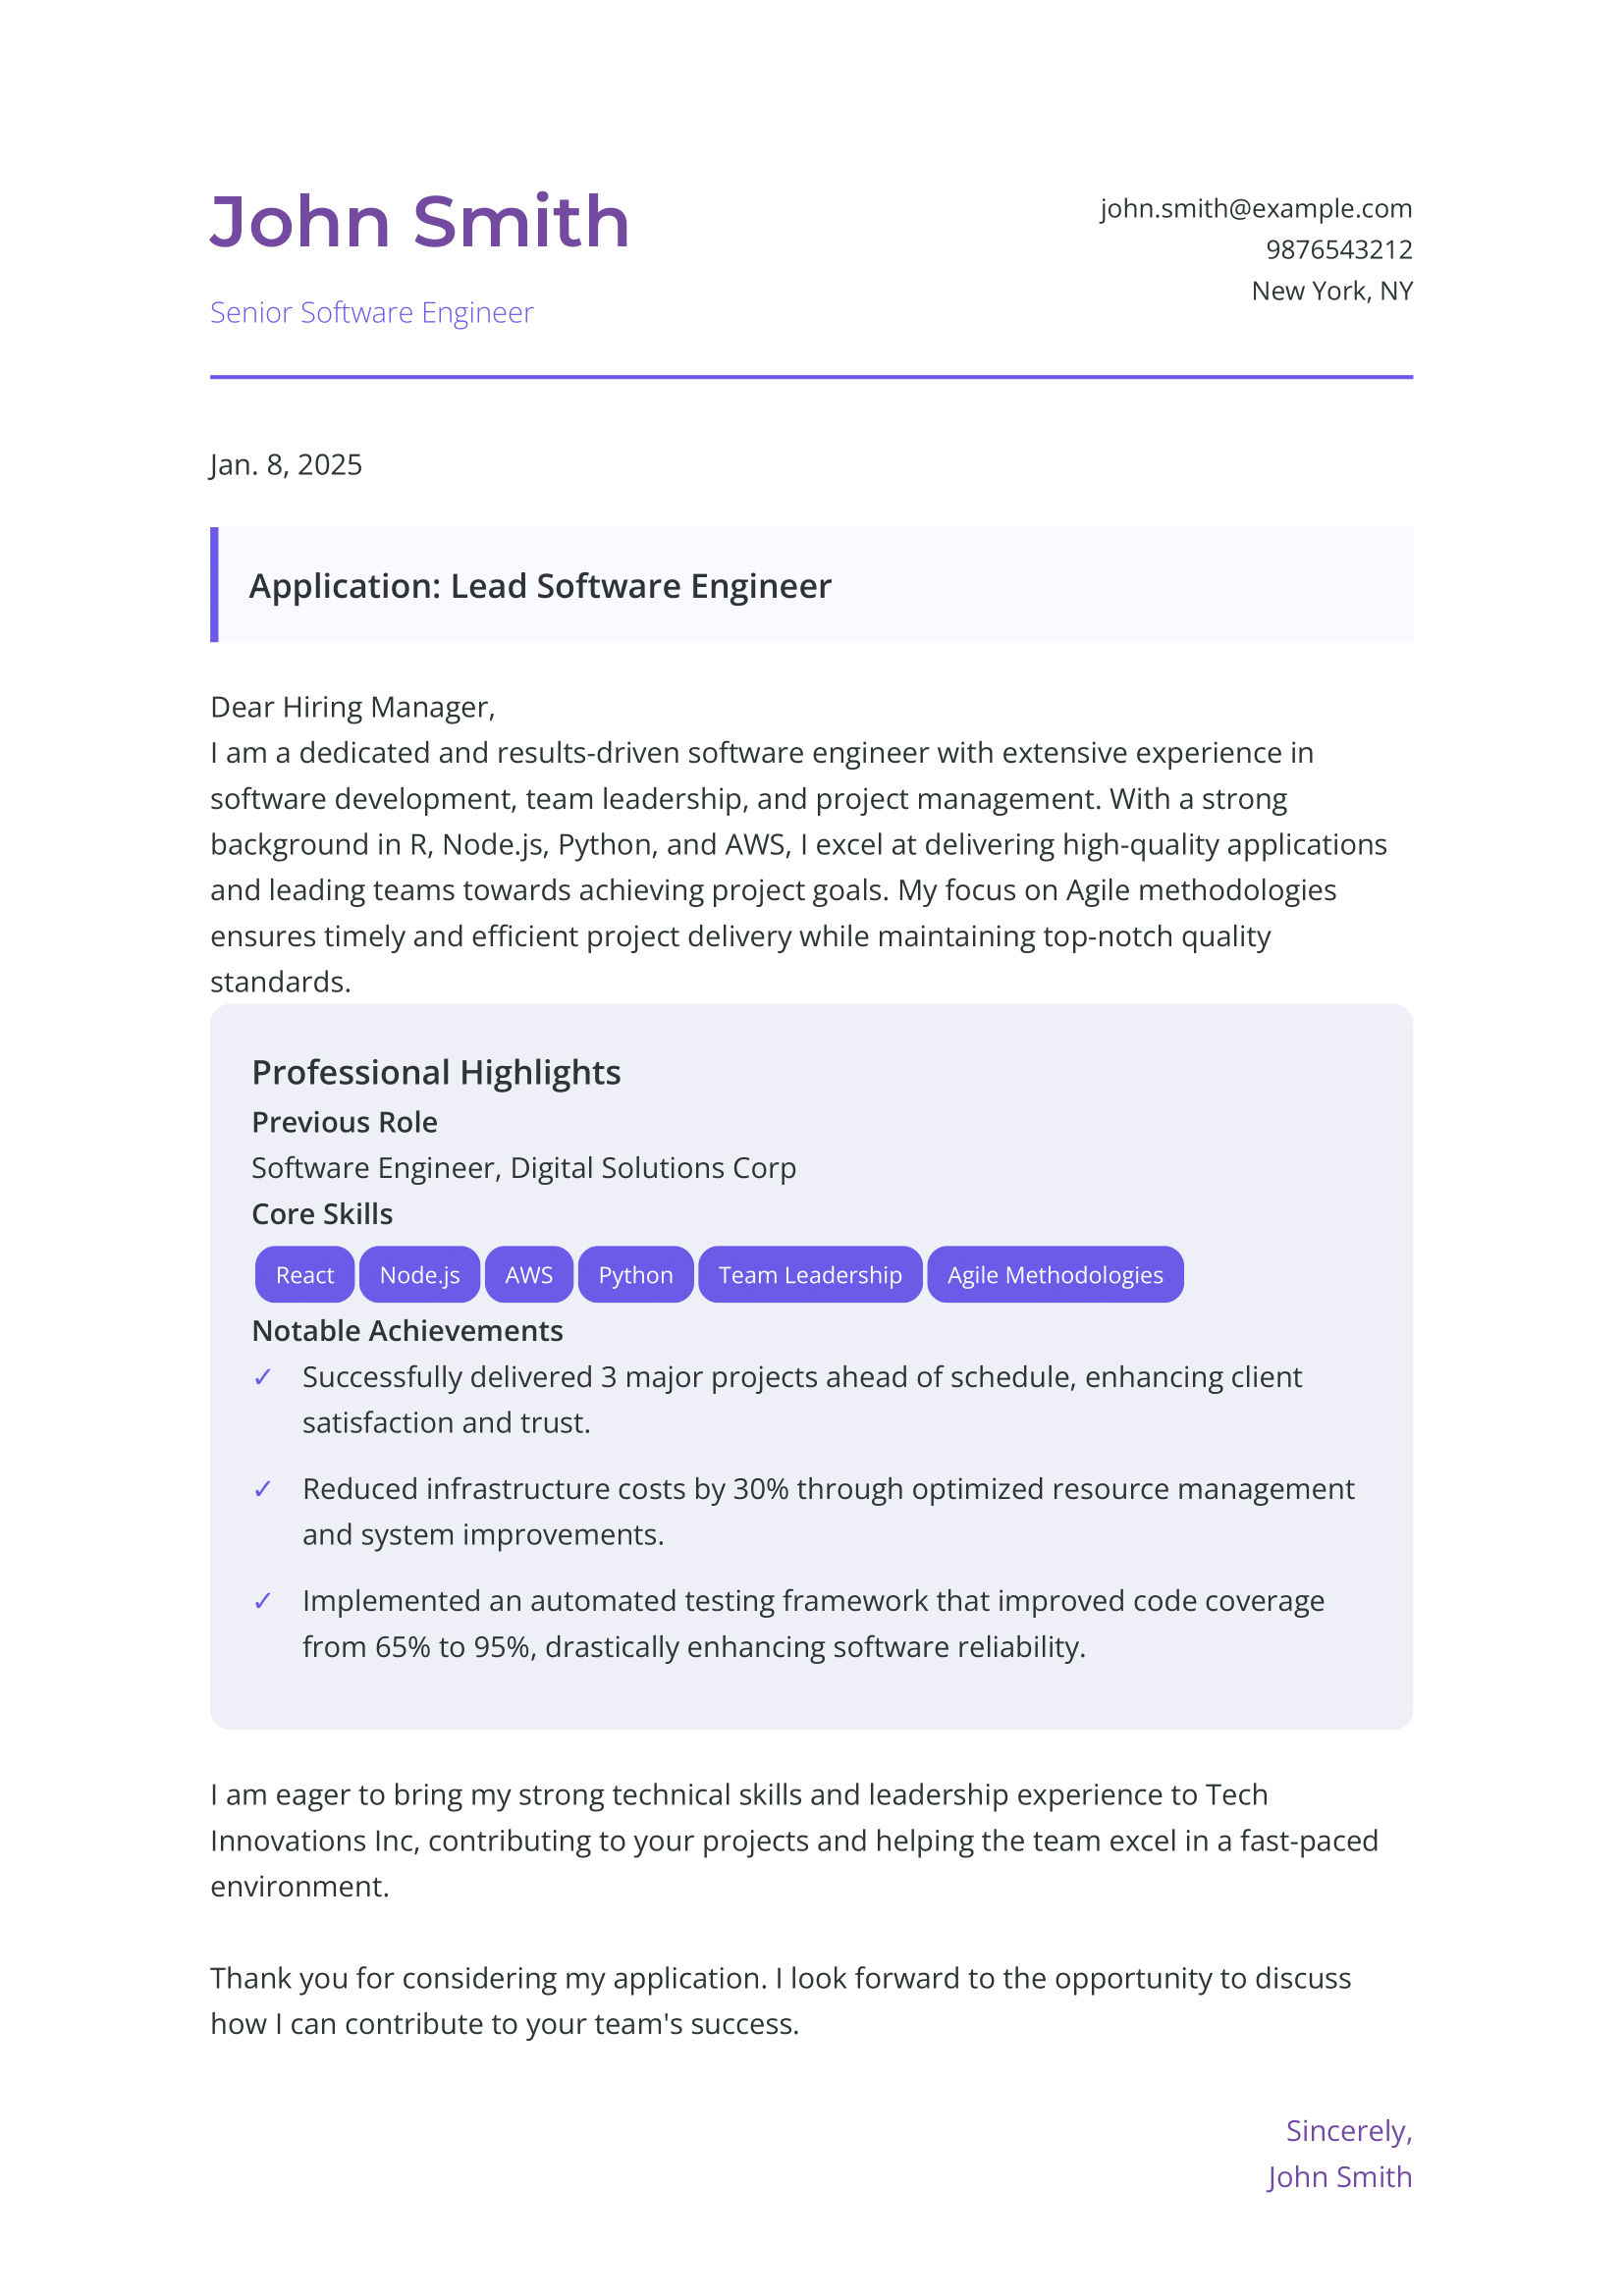 John Smith
Senior Software Engineer
john.smith@example.com
9876543212
New York, NY
Jan. 8, 2025
Application: Lead Software Engineer
Dear Hiring Manager,
I am a dedicated and results-driven software engineer with extensive experience in
software development, team leadership, and project management. With a strong
background in R, Node.js, Python, and AWS, I excel at delivering high-quality applications
and leading teams towards achieving project goals. My focus on Agile methodologies
ensures timely and efficient project delivery while maintaining top-notch quality
standards.
Professional Highlights
Previous Role
Software Engineer, Digital Solutions Corp
Core Skills
React Node.js AWS Python Team Leadership Agile Methodologies
Notable Achievements
✓ Successfully delivered 3 major projects ahead of schedule, enhancing client
satisfaction and trust.
✓ Reduced infrastructure costs by 30% through optimized resource management
and system improvements.
✓ Implemented an automated testing framework that improved code coverage
from 65% to 95%, drastically enhancing software reliability.
I am eager to bring my strong technical skills and leadership experience to Tech
Innovations Inc, contributing to your projects and helping the team excel in a fast-paced
environment.
Thank you for considering my application. I look forward to the opportunity to discuss
how I can contribute to your team's success.
Sincerely,
John Smith